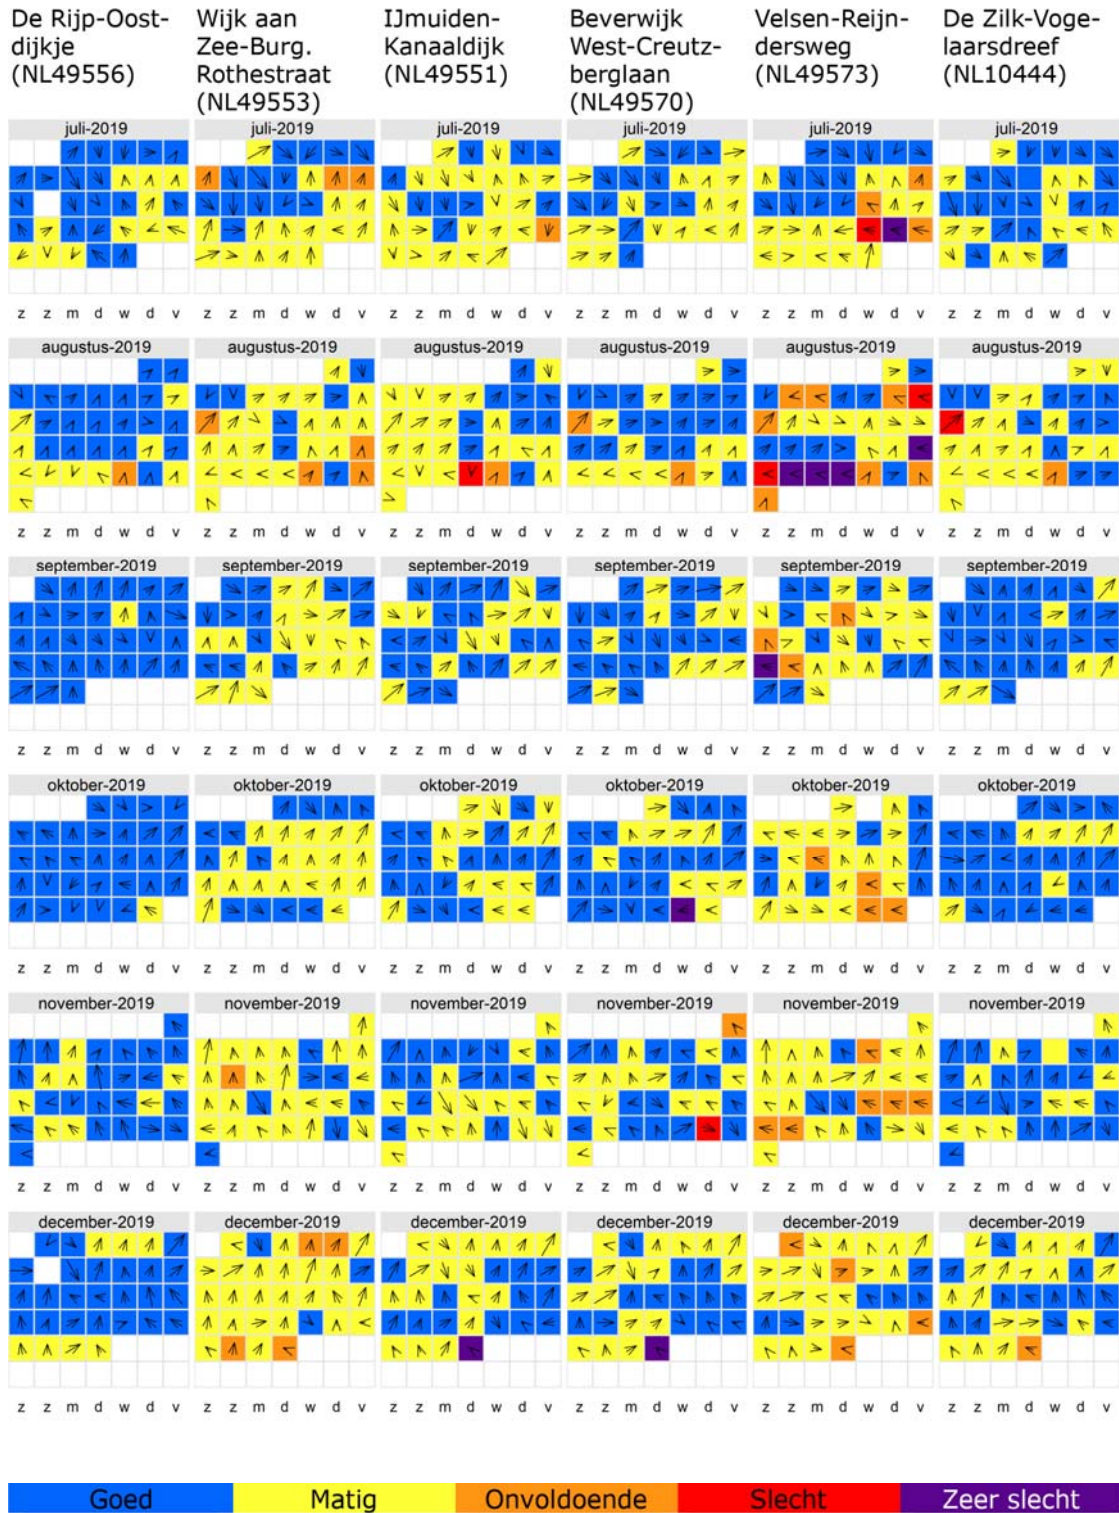 De Rijp-Oost-
dijkje
(NL49556)
Wijk aan
Zee-Burg.
Rothestraat
(NL49553)
IJmuiden-
Kanaaldijk
(NL49551)
Beverwijk
West-Creutz-
berglaan
(NL49570)
Velsen-Reijn-
dersweg
(NL49573)
De Zilk-Voge-
laarsdreef
(NL10444)
juli-2019 juli-2019 juli-2019 juli-2019 juli-2019 juli-2019
z z m d w d v z z m d w d v z z m d w d v z z m d w d v z z m d w d v z z m d w d v
augustus-2019 augustus-2019 augustus-2019 augustus-2019 augustus-2019 augustus-2019
z z m d w d v z z m d w d v z z m d w d v z z m d w d v z z m d w d v z z m d w d v
september-2019 september-2019 september-2019 september-2019 september-2019 september-2019
z z m d w d v z z m d w d v z z m d w d v z z m d w d v z z m d w d v z z m d w d v
oktober-2019 oktober-2019 oktober-2019 oktober-2019 oktober-2019 oktober-2019
z z m d w d v z z m d w d v z z m d w d v z z m d w d v z z m d w d v z z m d w d v
november-2019 november-2019 november-2019 november-2019 november-2019 november-2019
z z m d w d v z z m d w d v z z m d w d v z z m d w d v z z m d w d v z z m d w d v
december-2019 december-2019 december-2019 december-2019 december-2019 december-2019
z z m d w d v z z m d w d v z z m d w d v z z m d w d v z z m d w d v z z m d w d v
Goed Matig Onvoldoende Slecht Zeer slecht